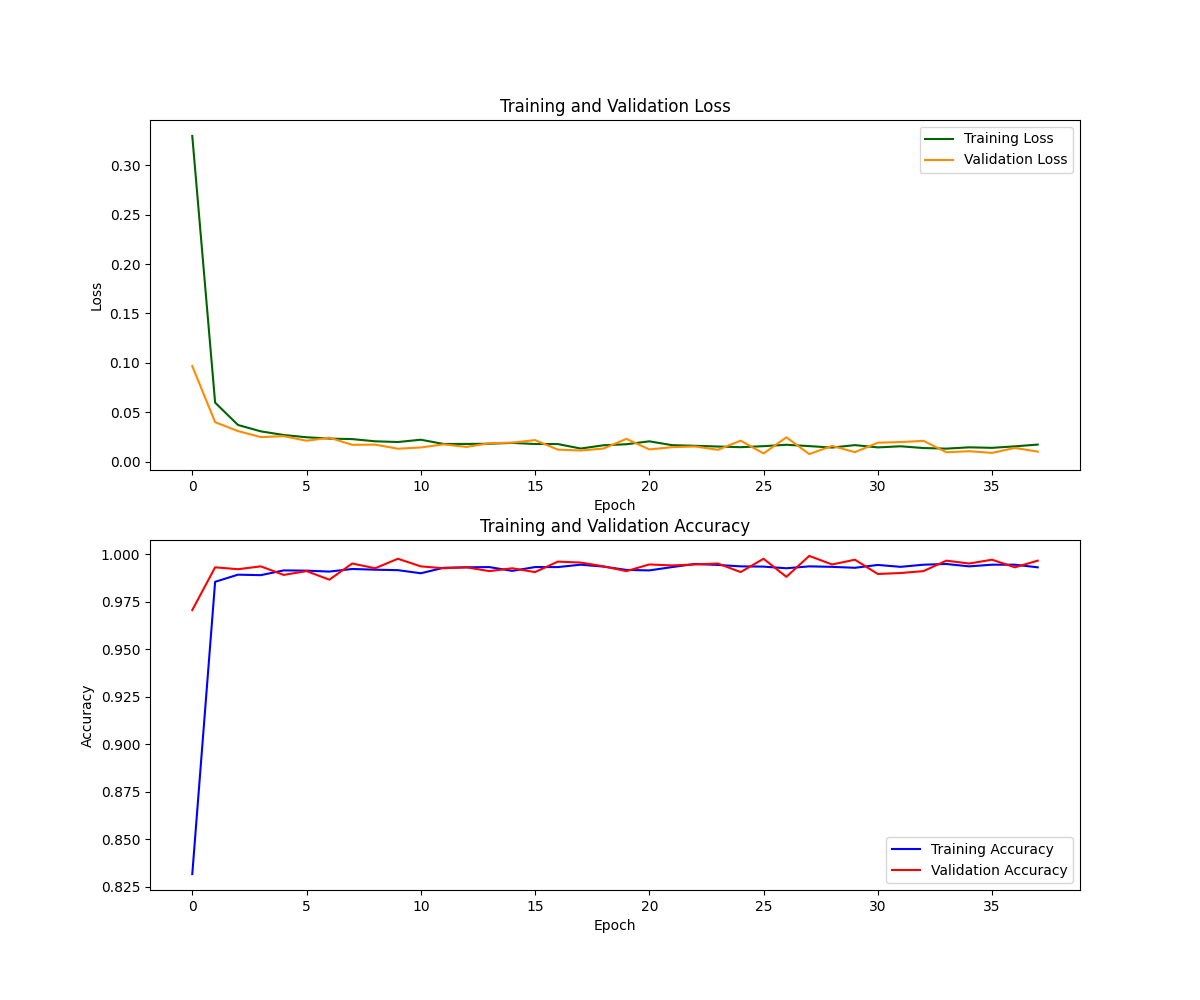 Training and Validation Loss
Training Loss
Validation Loss
0.30
0.25
0.20
0.15
0.10
0.05
0.00
Loss
0 5 10 15 20 25 30 35
Epoch
Training and Validation Accuracy
1.000
0.975
0.950
0.925
0.900
0.875
0.850
0.825
Accuracy
Training Accuracy
Validation Accuracy
0 5 10 15 20 25 30 35
Epoch